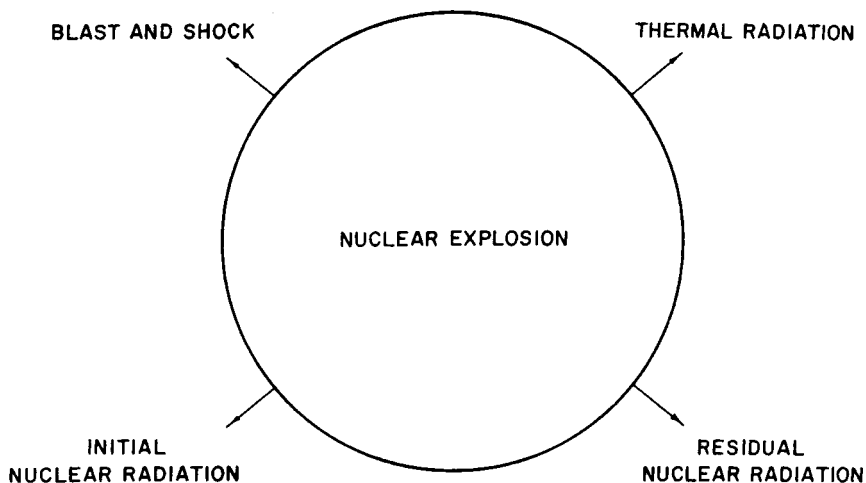 BLAST AND SHOCK
THERMAL RADIATION
NUCLEAR EXPLOSION
INITIAL
NUCLEAR RADIATION
RESIDUAL
NUCLEAR RADIATION